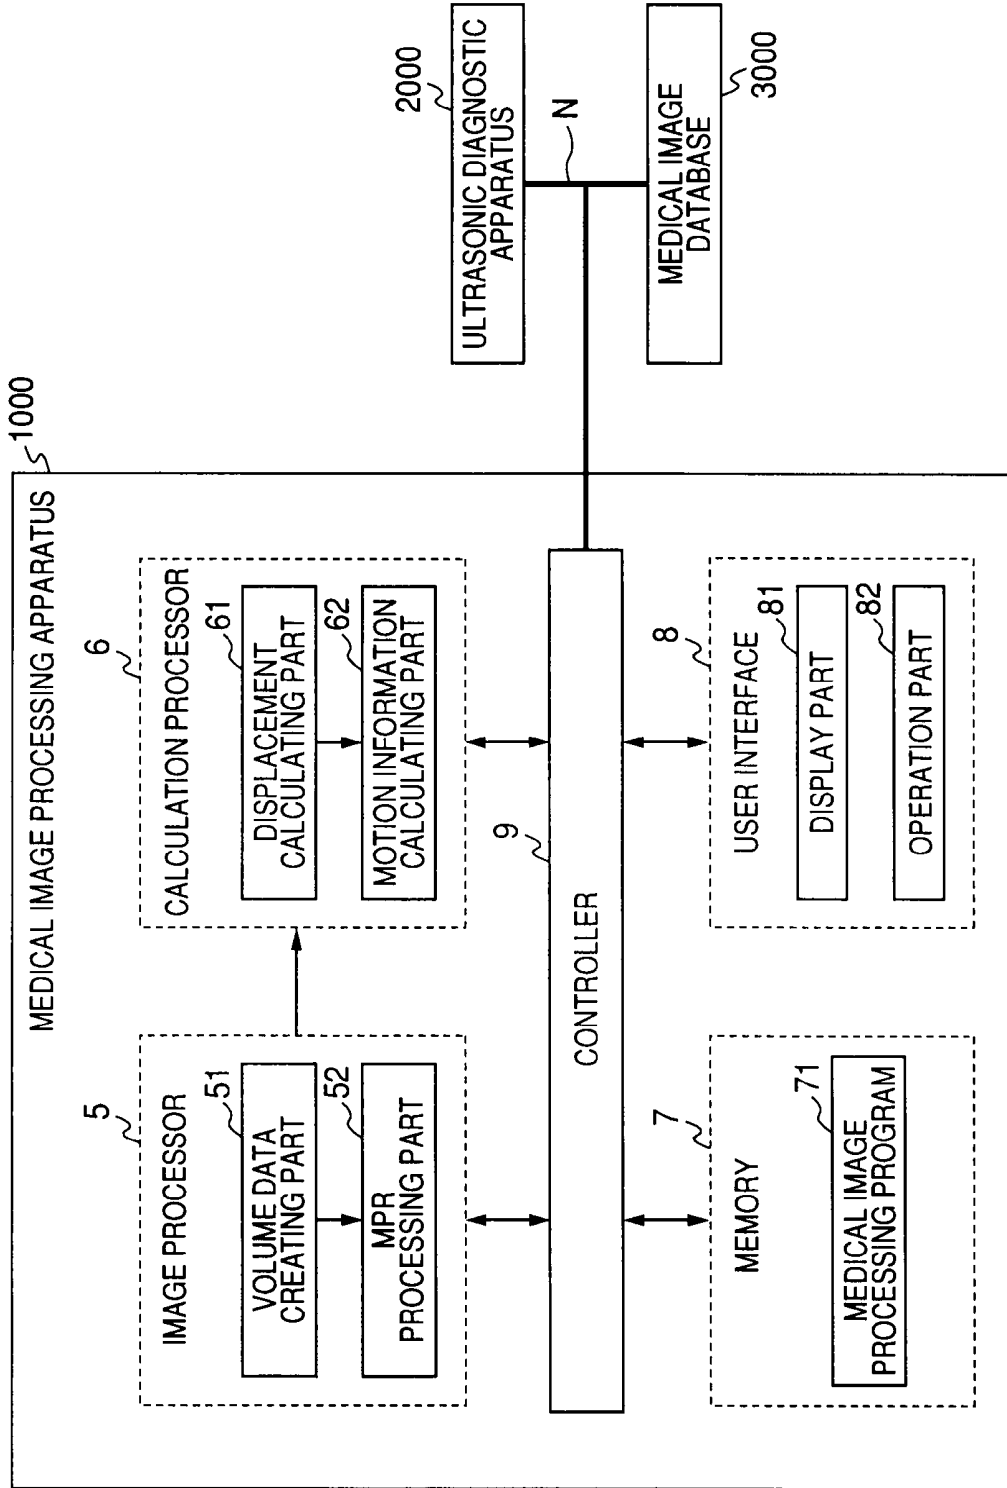 MEDICAL IMAGE PROCESSING APPARATUS
1000
IMAGE PROCESSOR
5
VOLUME DATA
CREATING PART
51
MPR
PROCESSING PART
52
CALCULATION PROCESSOR
6
DISPLACEMENT
CALCULATING PART
61
MOTION INFORMATION
CALCULATING PART
62
CONTROLLER
9
MEMORY
7
MEDICAL IMAGE
PROCESSING PROGRAM
71
USER INTERFACE
8
DISPLAY PART
81
OPERATION PART
82
ULTRASONIC DIAGNOSTIC
APPARATUS
2000
N
MEDICAL IMAGE
DATABASE
3000